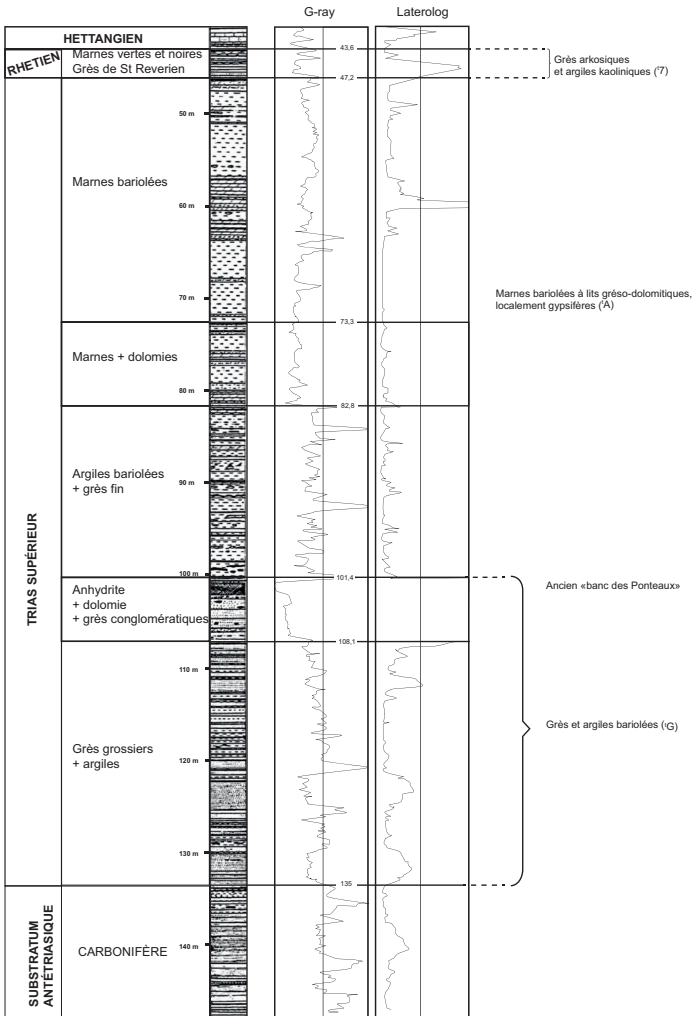 G-ray Laterolog
HETTANGIEN
RHETIEN
Marnes vertes et noires
Grès de St Reverien
43,6
47,2
Grès arkosiques
et argiles kaoliniques (t7)
50 m
Marnes bariolées
60 m
70 m
Marnes bariolées à lits gréso-dolomitiques,
localement gypsifères (tA)
73,3
Marnes + dolomies
80 m
82,8
Argiles bariolées
+ grès fin
90 m
100 m
101,4
TRIAS SUPÉRIEUR
Anhydrite
+ dolomie
+ grès conglomératiques
Ancien «banc des Ponteaux»
108,1
110 m
Grès grossiers
+ argiles
Grès et argiles bariolées (tG)
120 m
130 m
135
SUBSTRATUM
ANTÉTRIASIQUE
CARBONIFÈRE
140 m